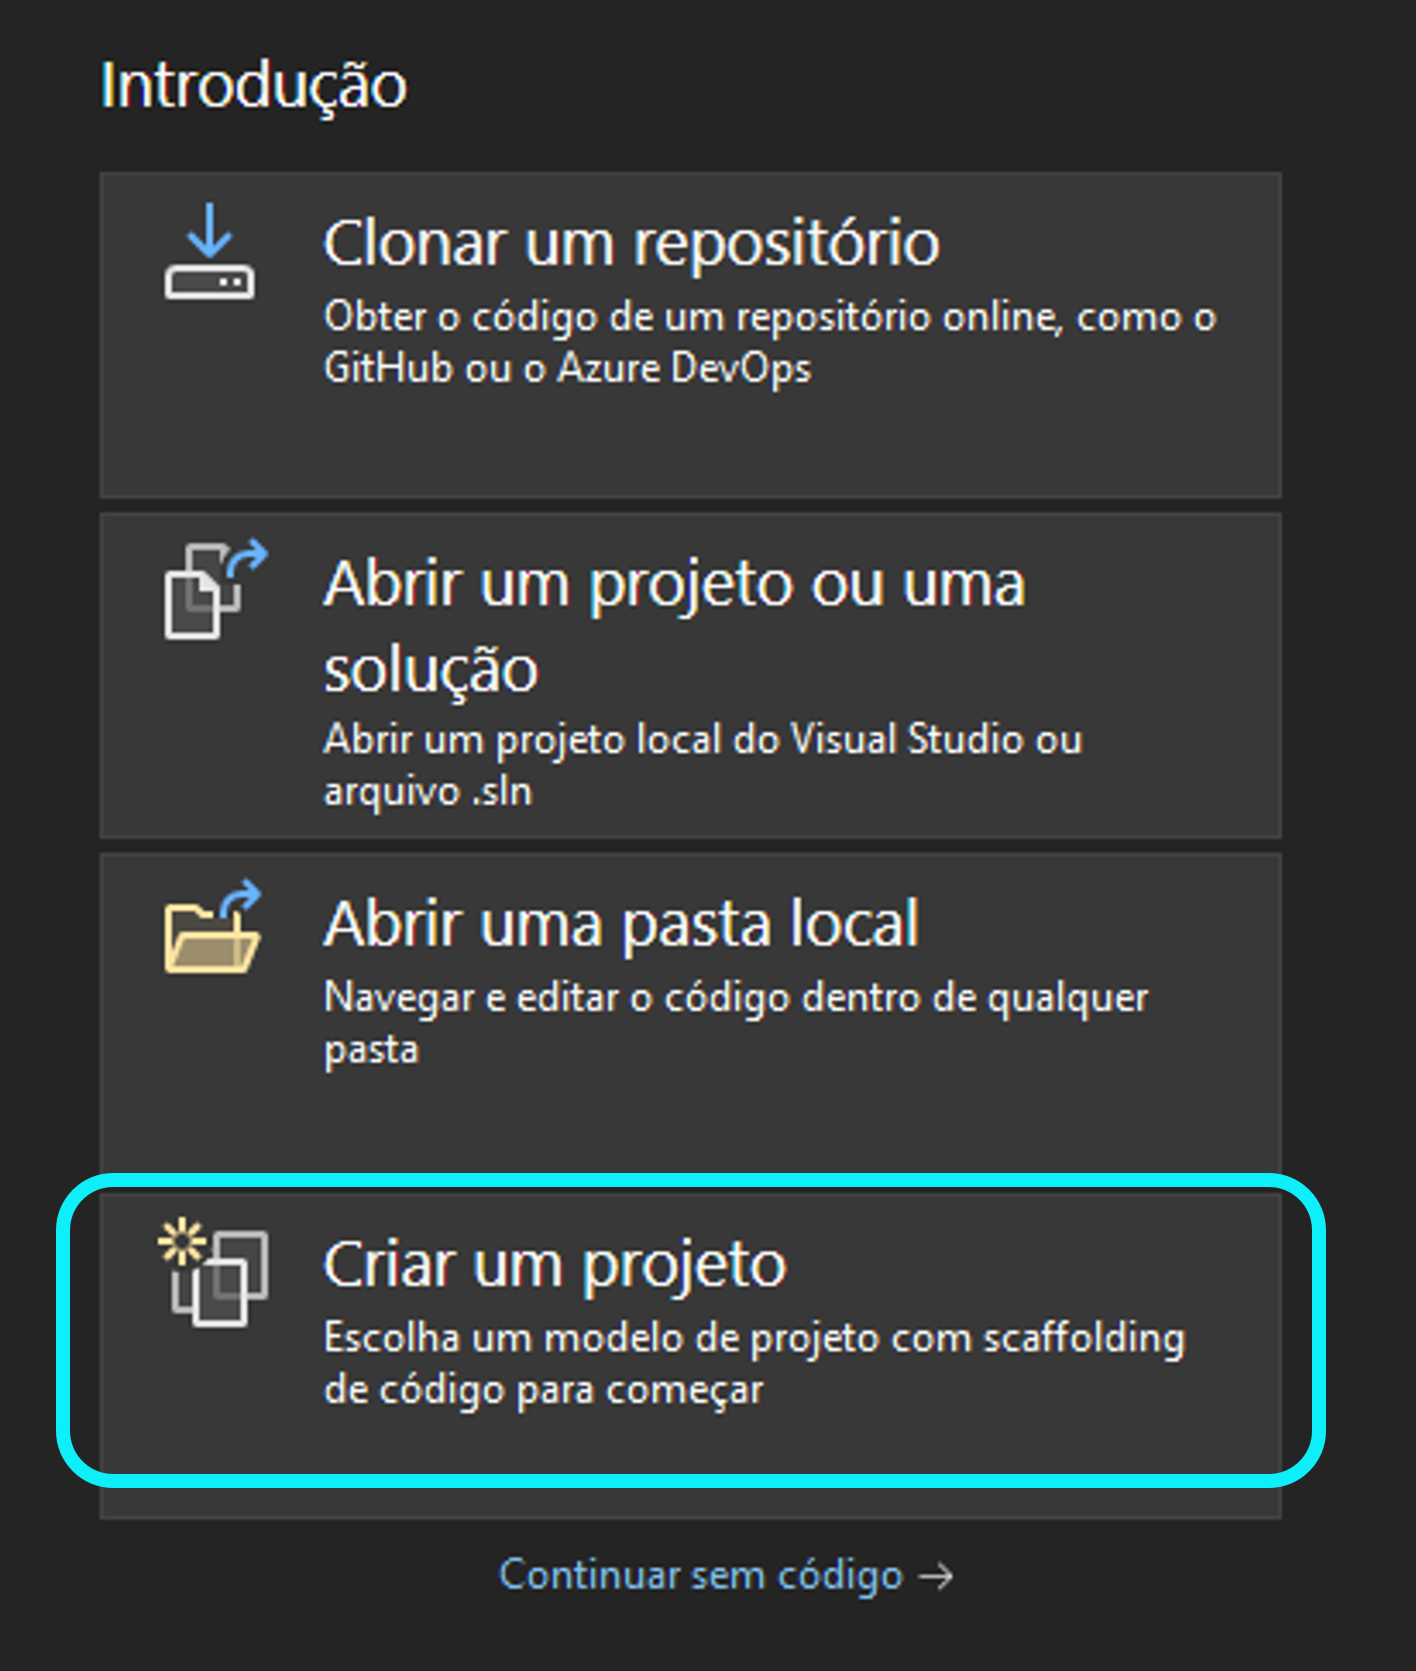 Introdução
Clonar um repositório
Obter o código de um repositório online, como o
GitHub ou o Azure DevOps
Abrir um projeto ou uma
solução
Abrir um projeto local do Visual Studio ou
arquivo .sln
Abrir uma pasta local
Navegar e editar o código dentro de qualquer
pasta
Criar um projeto
Escolha um modelo de projeto com scaffolding
de código para começar
Continuar sem código →